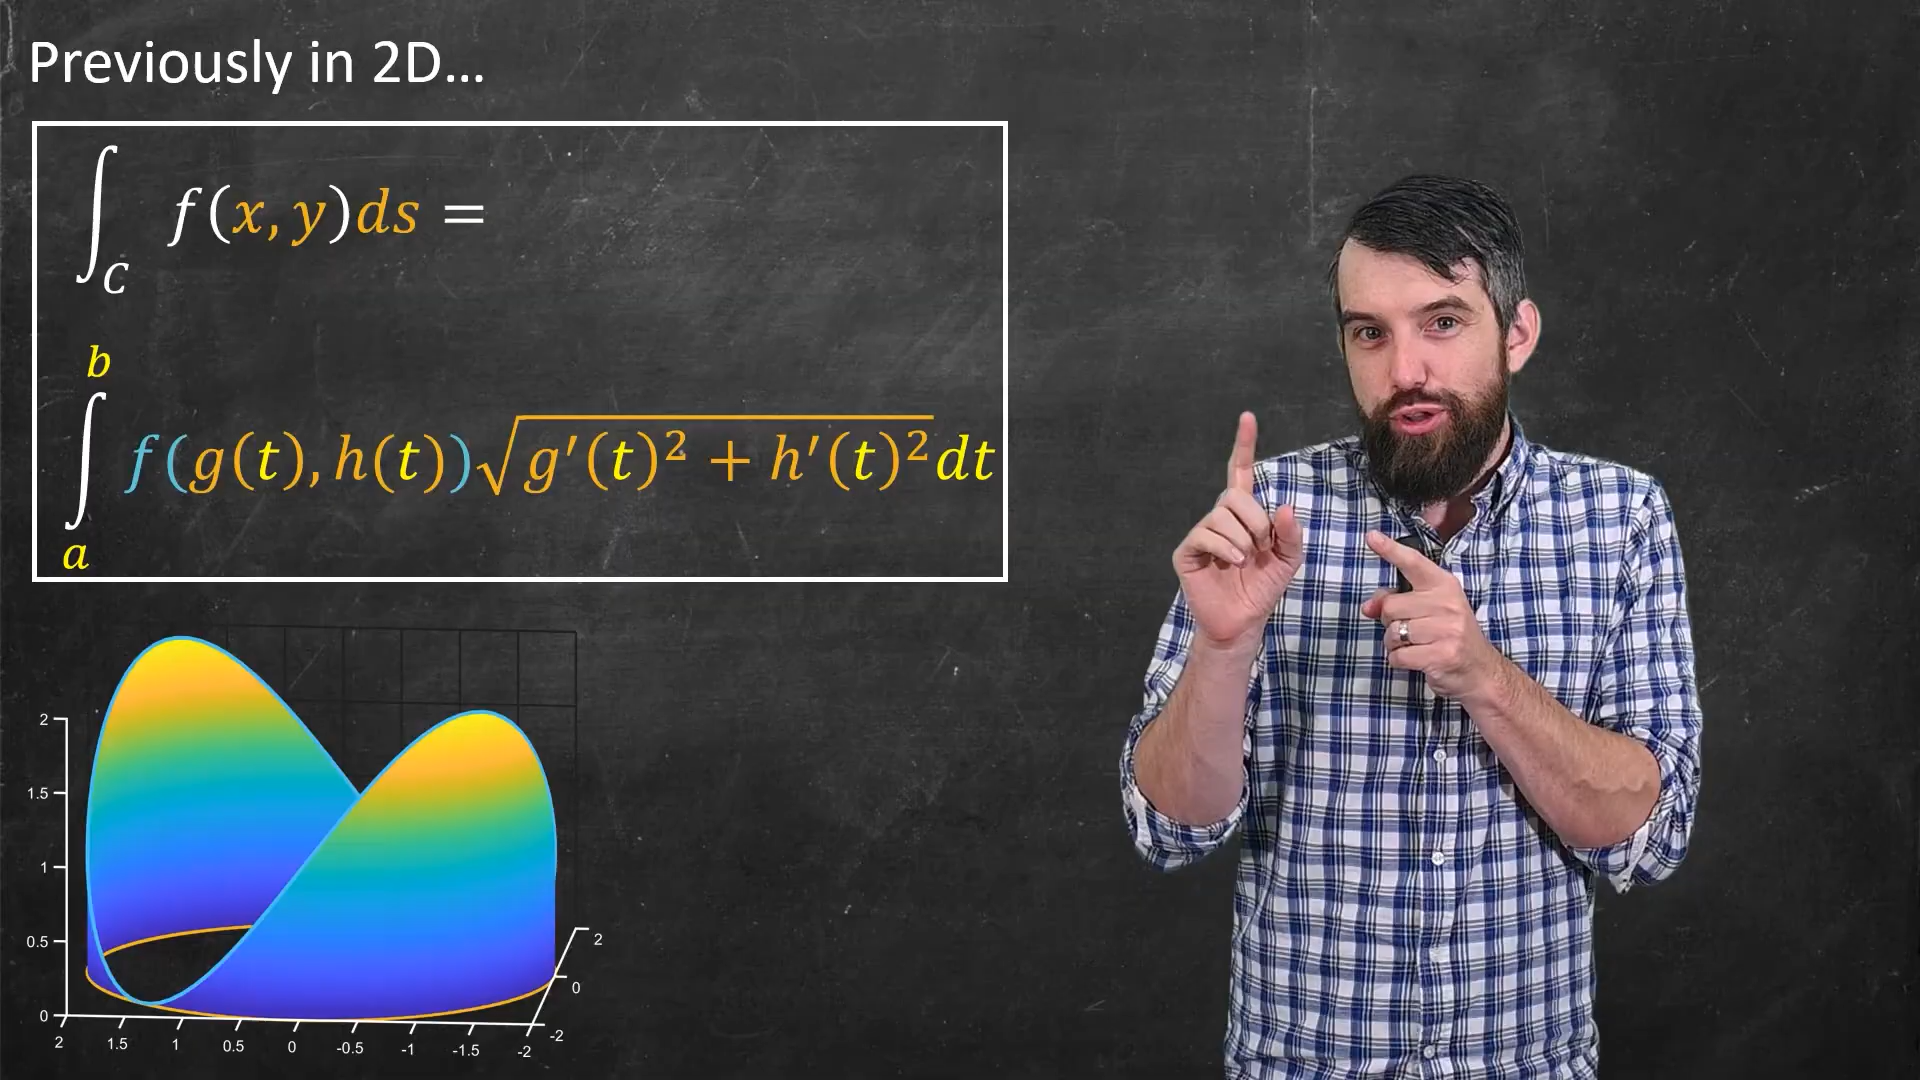 Previously in 2D...
∫_C f(x, y)ds =
∫_a^b f(g(t), h(t))√(g′(t)² + h′(t)²)dt
2
1.5
1
0.5
0
2 1.5 1 0.5 0 -0.5 -1 -1.5 -2
-2
0
2